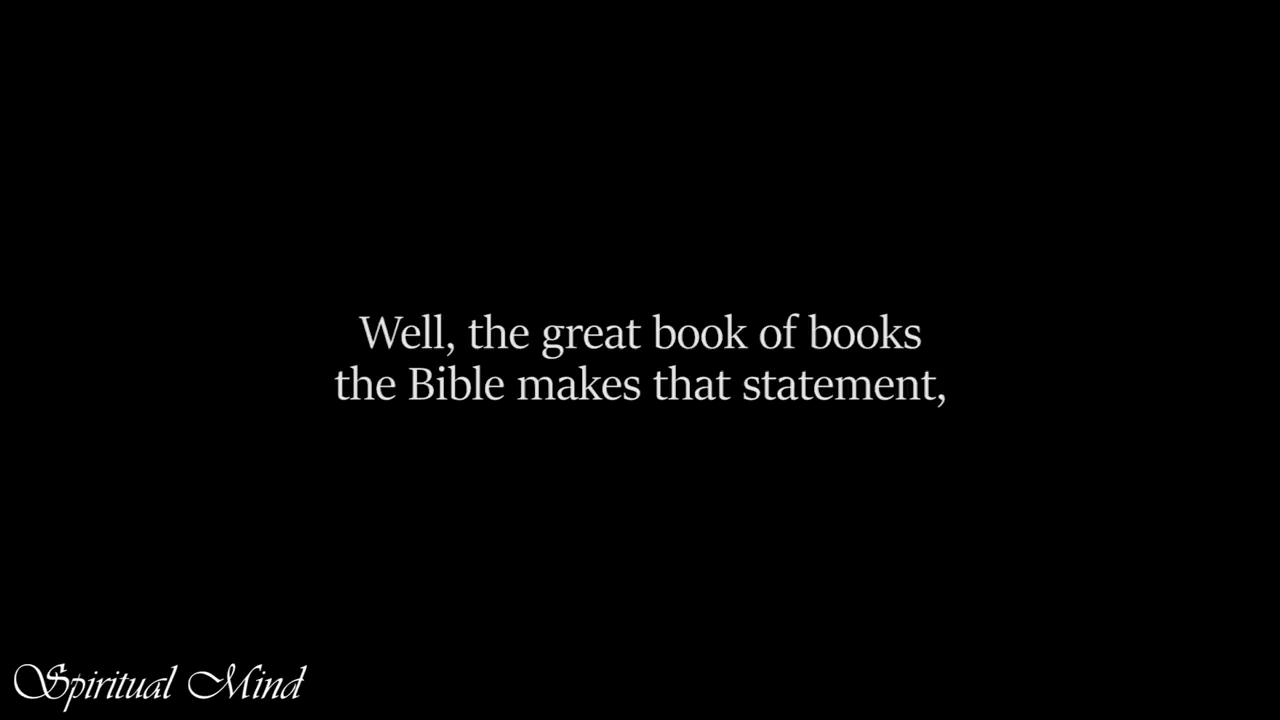 Well, the great book of books
the Bible makes that statement,
Spiritual Mind